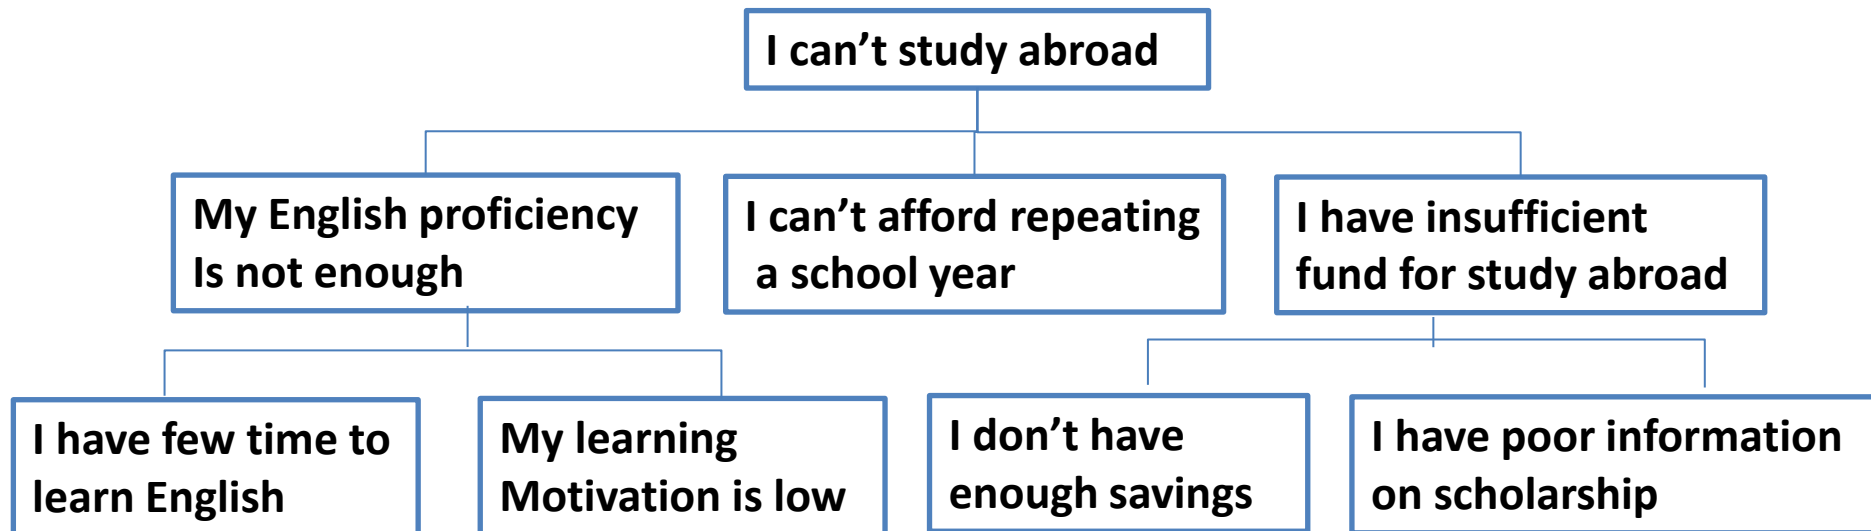 I can’t study abroad
My English proficiency
Is not enough
I can’t afford repeating
a school year
I have insufficient
fund for study abroad
I have few time to
learn English
My learning
Motivation is low
I don’t have
enough savings
I have poor information
on scholarship